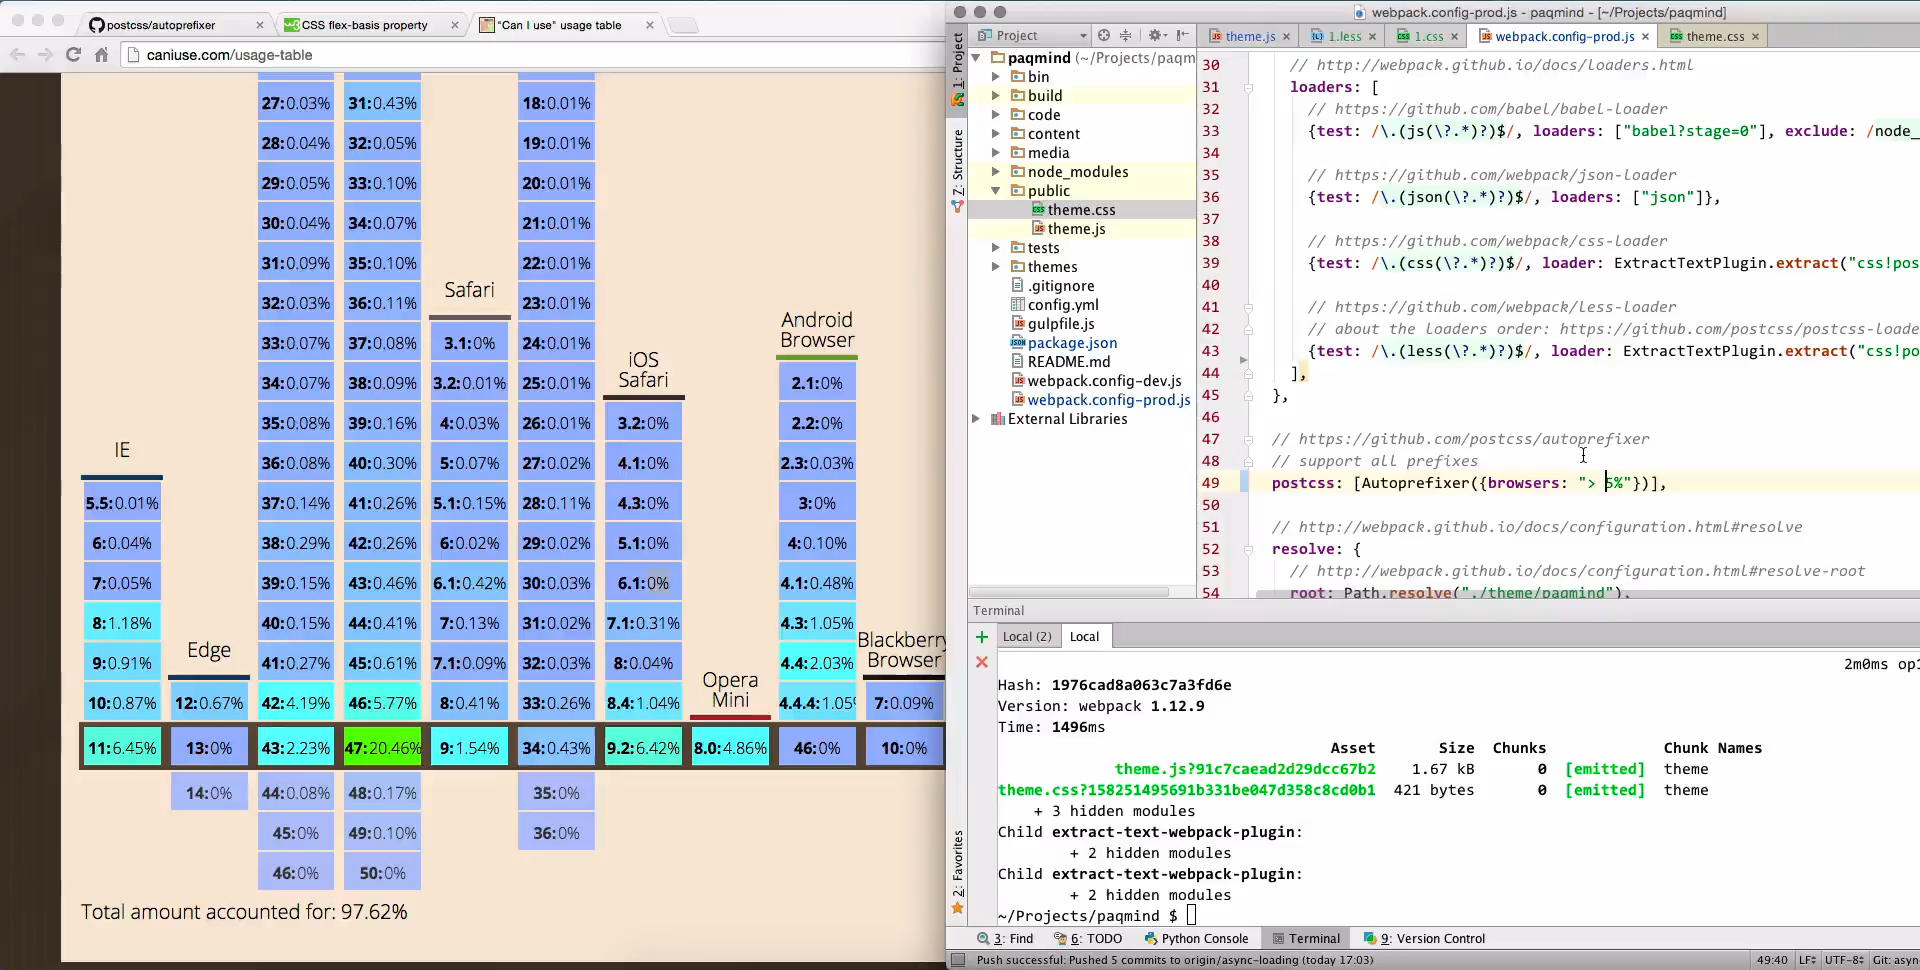 postcss/autoprefixer
CSS flex-basis property
"Can I use" usage table
caniuse.com/usage-table
27:0.03% 31:0.43% 18:0.01%
28:0.04% 32:0.05% 19:0.01%
29:0.05% 33:0.10% 20:0.01%
30:0.04% 34:0.07% 21:0.01%
31:0.09% 35:0.10% 22:0.01%
32:0.03% 36:0.11% Safari 23:0.01%
33:0.07% 37:0.08% 3.1:0% 24:0.01% iOS Safari Android Browser
34:0.07% 38:0.09% 3.2:0.01% 25:0.01% 2.1:0%
35:0.08% 39:0.16% 4:0.03% 26:0.01% 3.2:0% 2.2:0%
IE 36:0.08% 40:0.30% 5:0.07% 27:0.02% 4.1:0% 2.3:0.03%
5.5:0.01% 37:0.14% 41:0.26% 5.1:0.15% 28:0.11% 4.3:0% 3:0%
6:0.04% 38:0.29% 42:0.26% 6:0.02% 29:0.02% 5.1:0% 4:0.10%
7:0.05% 39:0.15% 43:0.46% 6.1:0.42% 30:0.03% 6.1:0% 4.1:0.48%
8:1.18% 40:0.15% 44:0.41% 7:0.13% 31:0.02% 7.1:0.31% 4.3:1.05%
9:0.91% Edge 41:0.27% 45:0.61% 7.1:0.09% 32:0.03% 8:0.04% Opera Mini 4.4:2.03% Blackberry Browser
10:0.87% 12:0.67% 42:4.19% 46:5.77% 8:0.41% 33:0.26% 8.4:1.04% 4.4.4:1.05% 7:0.09%
11:6.45% 13:0% 43:2.23% 47:20.46% 9:1.54% 34:0.43% 9.2:6.42% 8.0:4.86% 46:0% 10:0%
14:0% 44:0.08% 48:0.17% 35:0%
45:0% 49:0.10% 36:0%
46:0% 50:0%
Total amount accounted for: 97.62%
webpack.config-prod.js - paqmind - [~/Projects/paqmind]
1: Project
7: Structure
2: Favorites
Project
theme.js
1.less
1.css
webpack.config-prod.js
theme.css
paqmind (~/Projects/paqm
bin
build
code
content
media
node_modules
public
theme.css
theme.js
tests
themes
.gitignore
config.yml
gulpfile.js
package.json
README.md
webpack.config-dev.js
webpack.config-prod.js
External Libraries
30 // http://webpack.github.io/docs/loaders.html
31 loaders: [
32 // https://github.com/babel/babel-loader
33 {test: /\.(js(\?.*)?)$/, loaders: ["babel?stage=0"], exclude: /node_
34
35 // https://github.com/webpack/json-loader
36 {test: /\.(json(\?.*)?)$/, loaders: ["json"]},
37
38 // https://github.com/webpack/css-loader
39 {test: /\.(css(\?.*)?)$/, loader: ExtractTextPlugin.extract("css!pos
40
41 // https://github.com/webpack/less-loader
42 // about the loaders order: https://github.com/postcss/postcss-loade
43 {test: /\.(less(\?.*)?)$/, loader: ExtractTextPlugin.extract("css!po
44 ],
45 },
46
47 // https://github.com/postcss/autoprefixer
48 // support all prefixes
49 postcss: [Autoprefixer({browsers: "> 5%"})],
50
51 // http://webpack.github.io/docs/configuration.html#resolve
52 resolve: {
53 // http://webpack.github.io/docs/configuration.html#resolve-root
54 root: Path.resolve("./theme/paqmind"),
Terminal
Local (2)
Local
2m0ms op1
Hash: 1976cad8a063c7a3fd6e
Version: webpack 1.12.9
Time: 1496ms
Asset Size Chunks Chunk Names
theme.js?91c7caead2d29dcc67b2 1.67 kB 0 [emitted] theme
theme.css?158251495691b331be047d358c8cd0b1 421 bytes 0 [emitted] theme
+ 3 hidden modules
Child extract-text-webpack-plugin:
+ 2 hidden modules
Child extract-text-webpack-plugin:
+ 2 hidden modules
~/Projects/paqmind $
3: Find
6: TODO
Python Console
Terminal
9: Version Control
Push successful: Pushed 5 commits to origin/async-loading (today 17:03)
49:40 LF UTF-8 Git: asyn